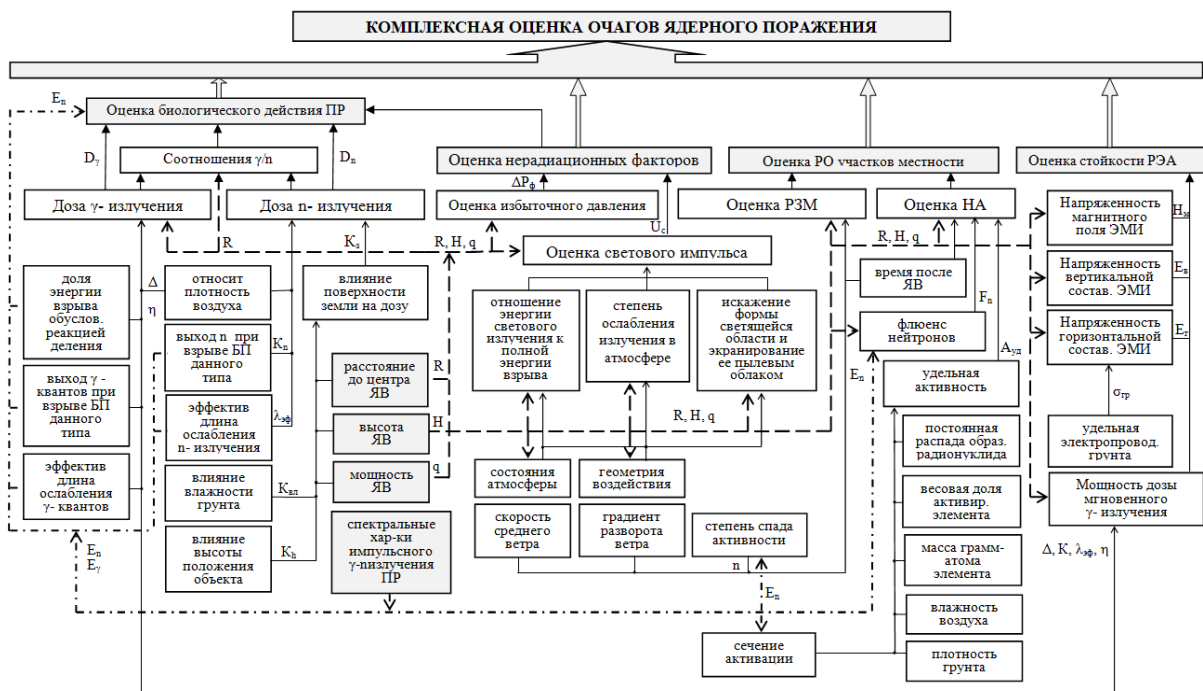 КОМПЛЕКСНАЯ ОЦЕНКА ОЧАГОВ ЯДЕРНОГО ПОРАЖЕНИЯ
Eп
Оценка биологического действия ПР
Dγ
Соотношения γ/n
Dп
Оценка нерадиационных факторов
Оценка РО участков местности
Оценка стойкости РЭА
ΔPф
Доза γ- излучения
Доза n- излучения
Оценка избыточного давления
Оценка РЗМ
Оценка НА
Напряженность
магнитного
поля ЭМИ
Hм
R
Kз
R, H, q
Uс
Оценка светового импульса
R, H, q
доля
энергии
взрыва
обуслов.
реакцией
деления
Δ
η
относит
плотность
воздуха
влияние
поверхности
земли на дозу
отношение
энергии
светового
излучения к
полной
энергии
взрыва
степень
ослабления
излучения в
атмосфере
искажение
формы
светящейся
области и
экранирование
ее пылевым
облаком
время после
ЯВ
Fп
Напряженность
вертикальной
состав. ЭМИ
Eв
выход n при
взрыве БП
данного
типа
Kп
флюенс
нейтронов
Напряженность
горизонтальной
состав. ЭМИ
Eг
выход γ -
квантов при
взрыве БП
данного
типа
расстояние
до центра
ЯВ
R
Eп
Aуд
удельная
активность
σгр
эффектив
длина
ослабления
n- излучения
λэф
высота
ЯВ
H
R, H, q
постоянная
распада образ.
радионуклида
удельная
электропровод.
грунта
эффектив
длина
ослабления
γ- квантов
влияние
влажности
грунта
Kвл
мощность
ЯВ
q
состояния
атмосферы
геометрия
воздействия
весовая доля
активир.
элемента
Мощность дозы
мгновенного
γ- излучения
Eп
Eγ
влияние
высоты
положения
объекта
Kh
спектральные
хар-ки
импульсного
γ-nизлучения
ПР
скорость
среднего
ветра
градиент
разворота
ветра
степень спада
активности
n
масса грамм-
атома
элемента
Δ, K, λэф, η
Eп
влажность
воздуха
сечение
активации
плотность
грунта